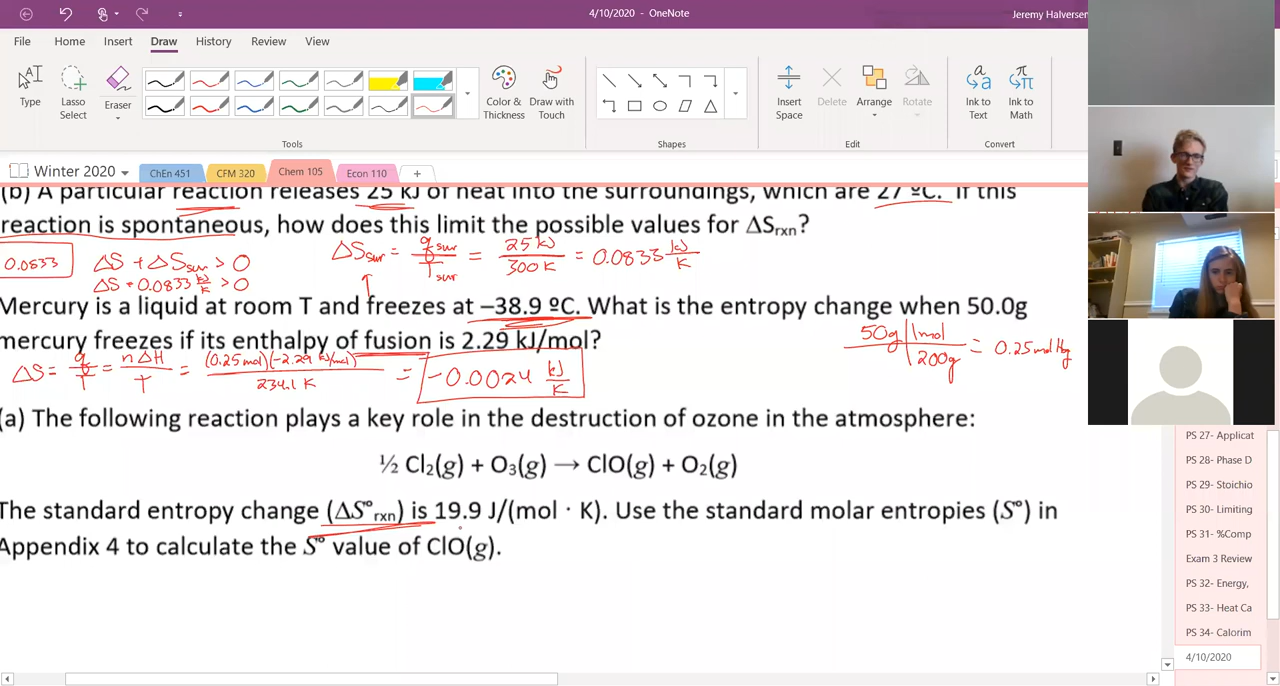 4/10/2020 - OneNote
Jeremy Halversen
File Home Insert Draw History Review View
Type
Lasso Select
Eraser
Color & Thickness
Draw with Touch
Insert Space
Delete
Arrange
Rotate
Ink to Text
Ink to Math
Tools
Shapes
Edit
Convert
Winter 2020
ChEn 451
CFM 320
Chem 105
Econ 110
+
(b) A particular reaction releases 25 kJ of heat into the surroundings, which are 27 ºC. If this
reaction is spontaneous, how does this limit the possible values for ΔSrxn?
0.0833
ΔS + ΔSsur > 0
ΔS = 0.0833 kJ/K > 0
ΔSsur = qsur/Tsur = 25 kJ/300 K = 0.0833 kJ/K
Mercury is a liquid at room T and freezes at –38.9 ºC. What is the entropy change when 50.0g
mercury freezes if its enthalpy of fusion is 2.29 kJ/mol?
50g | 1mol / 200g = 0.25 mol Hg
ΔS = q/T = nΔH/T = (0.25 mol)(-2.29 kJ/mol)/234.1 K = -0.0024 kJ/K
(a) The following reaction plays a key role in the destruction of ozone in the atmosphere:
½ Cl2(g) + O3(g) → ClO(g) + O2(g)
The standard entropy change (ΔS°rxn) is 19.9 J/(mol · K). Use the standard molar entropies (S°) in
Appendix 4 to calculate the S° value of ClO(g).
PS 27- Applicat
PS 28- Phase D
PS 29- Stoichio
PS 30- Limiting
PS 31- %Comp
Exam 3 Review
PS 32- Energy,
PS 33- Heat Ca
PS 34- Calorim
4/10/2020